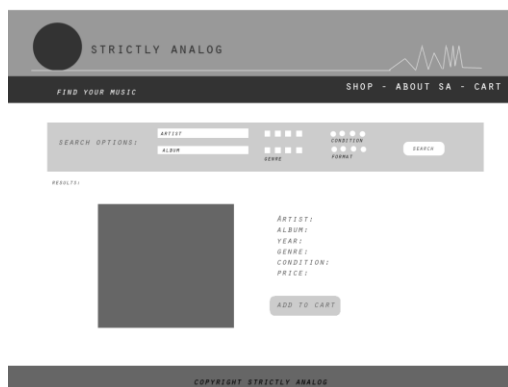 STRICTLY ANALOG
FIND YOUR MUSIC
SHOP - ABOUT SA - CART
SEARCH OPTIONS:
ARTIST
ALBUM
GENRE
CONDITION
FORMAT
SEARCH
RESULTS:
ARTIST:
ALBUM:
YEAR:
GENRE:
CONDITION:
PRICE:
ADD TO CART
COPYRIGHT STRICTLY ANALOG